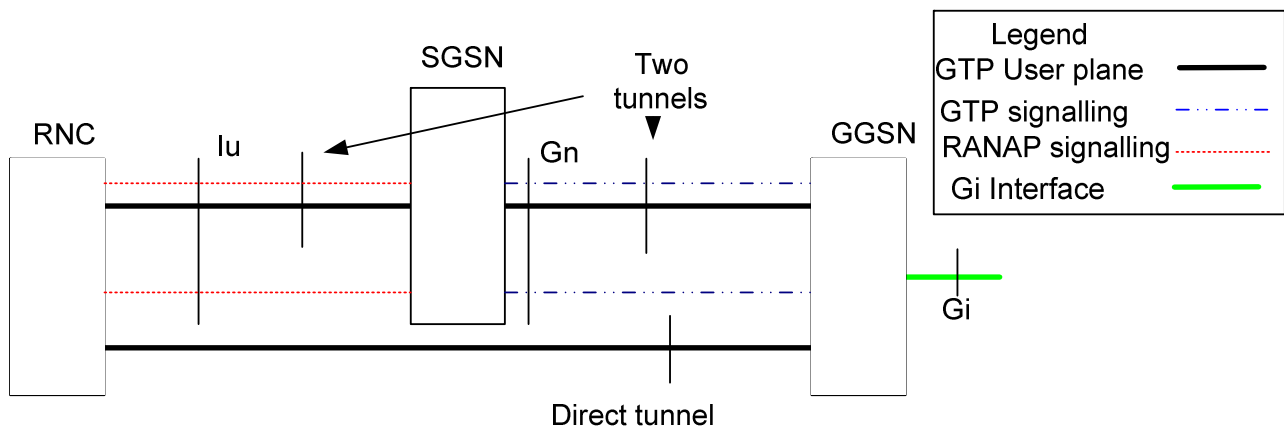 Legend
GTP User plane
GTP signalling
RANAP signalling
Gi Interface
SGSN
Two
tunnels
RNC
Iu
Gn
GGSN
Gi
Direct tunnel